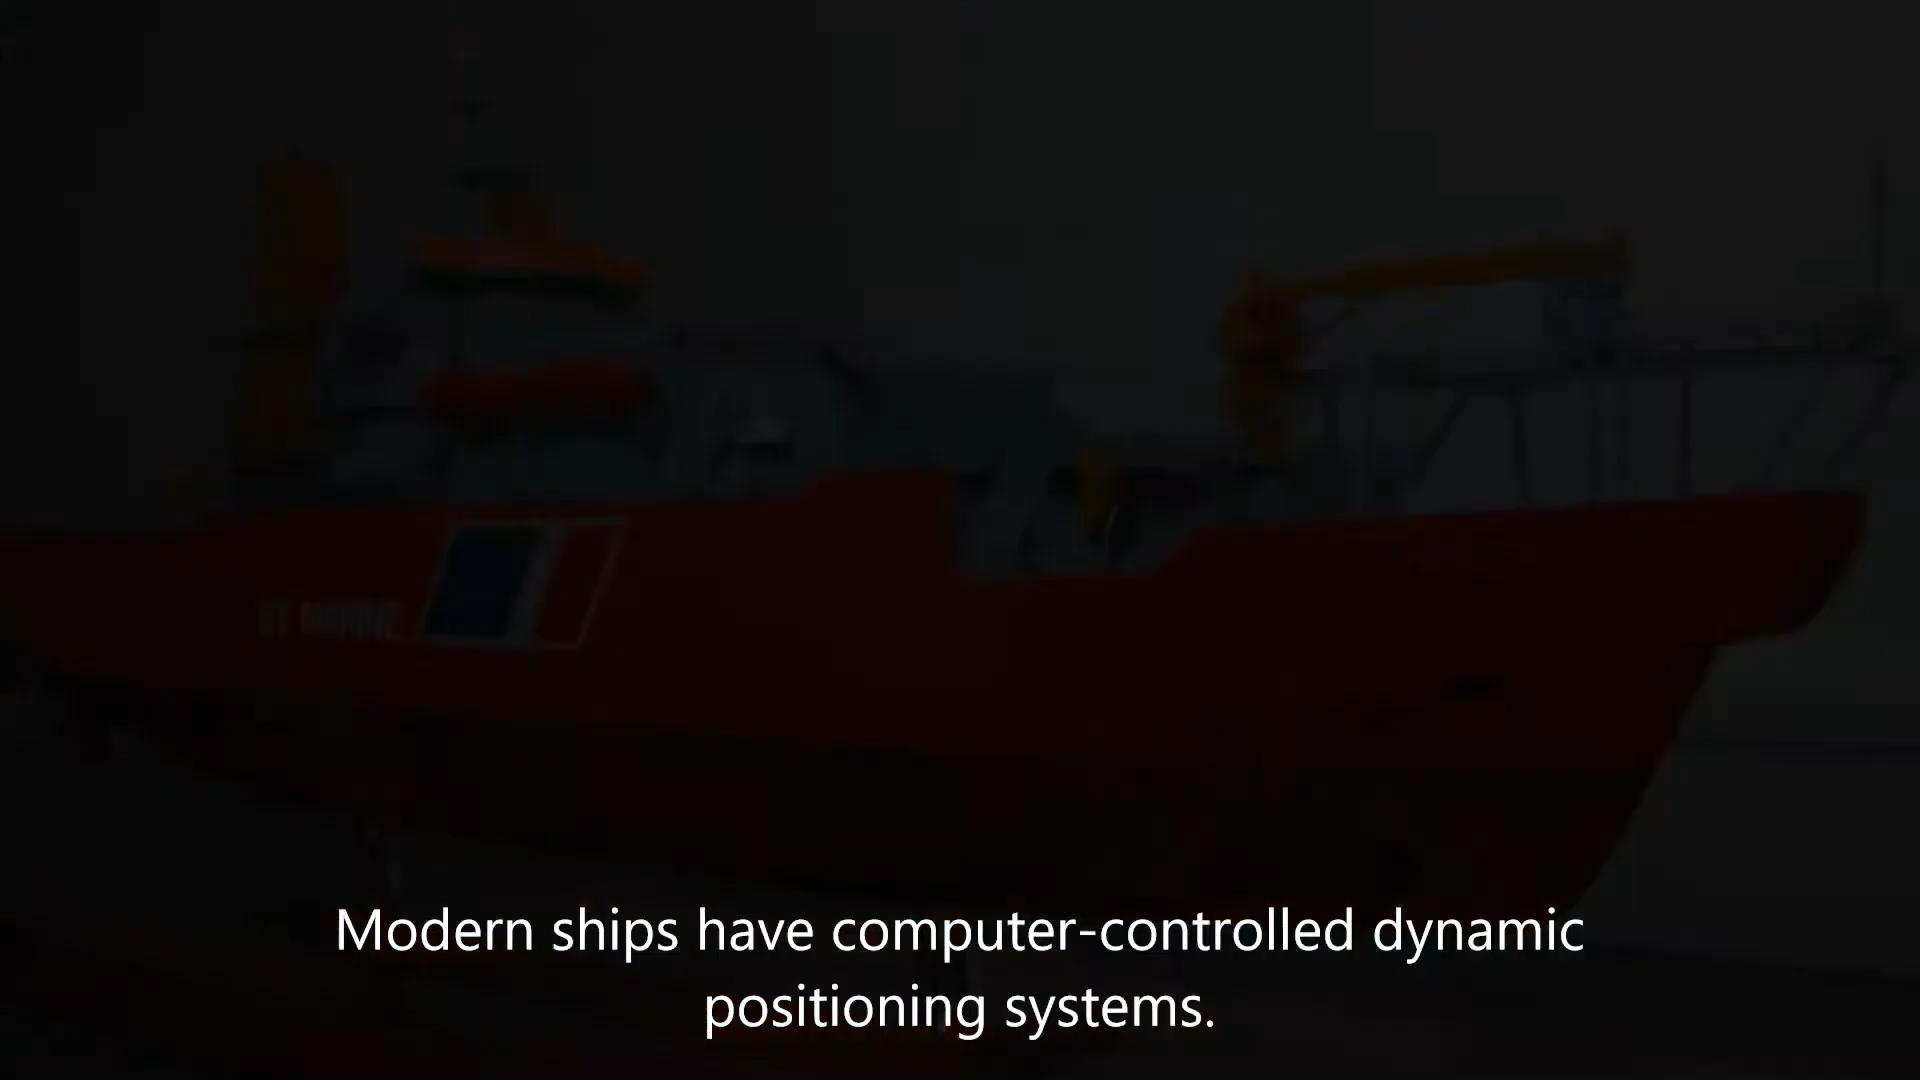 Modern ships have computer-controlled dynamic
positioning systems.